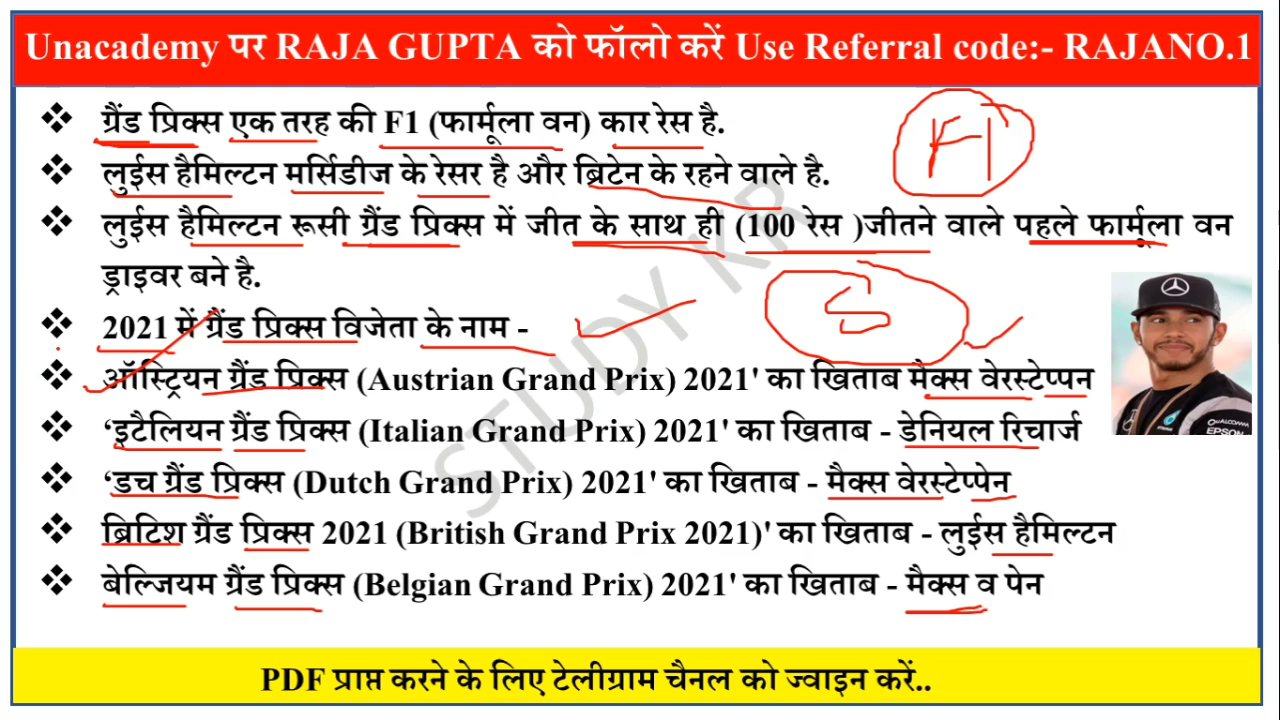 Unacademy पर RAJA GUPTA को फॉलो करें Use Referral code:- RAJANO.1
❖ ग्रैंड प्रिक्स एक तरह की F1 (फार्मूला वन) कार रेस है.
F1
❖ लुईस हैमिल्टन मर्सिडीज के रेसर है और ब्रिटेन के रहने वाले है.
❖ लुईस हैमिल्टन रूसी ग्रैंड प्रिक्स में जीत के साथ ही (100 रेस )जीतने वाले पहले फार्मूला वन
ड्राइवर बने है.
❖ 2021 में ग्रैंड प्रिक्स विजेता के नाम -
❖ ऑस्ट्रियन ग्रैंड प्रिक्स (Austrian Grand Prix) 2021' का खिताब मैक्स वेरस्टेप्पन
❖ ‘इटैलियन ग्रैंड प्रिक्स (Italian Grand Prix) 2021' का खिताब - डेनियल रिचार्ज
❖ ‘डच ग्रैंड प्रिक्स (Dutch Grand Prix) 2021' का खिताब - मैक्स वेरस्टेप्पेन
❖ ब्रिटिश ग्रैंड प्रिक्स 2021 (British Grand Prix 2021)' का खिताब - लुईस हैमिल्टन
❖ बेल्जियम ग्रैंड प्रिक्स (Belgian Grand Prix) 2021' का खिताब - मैक्स व पेन
STUDY KR
QUALCOMM
EPSON
PDF प्राप्त करने के लिए टेलीग्राम चैनल को ज्वाइन करें..